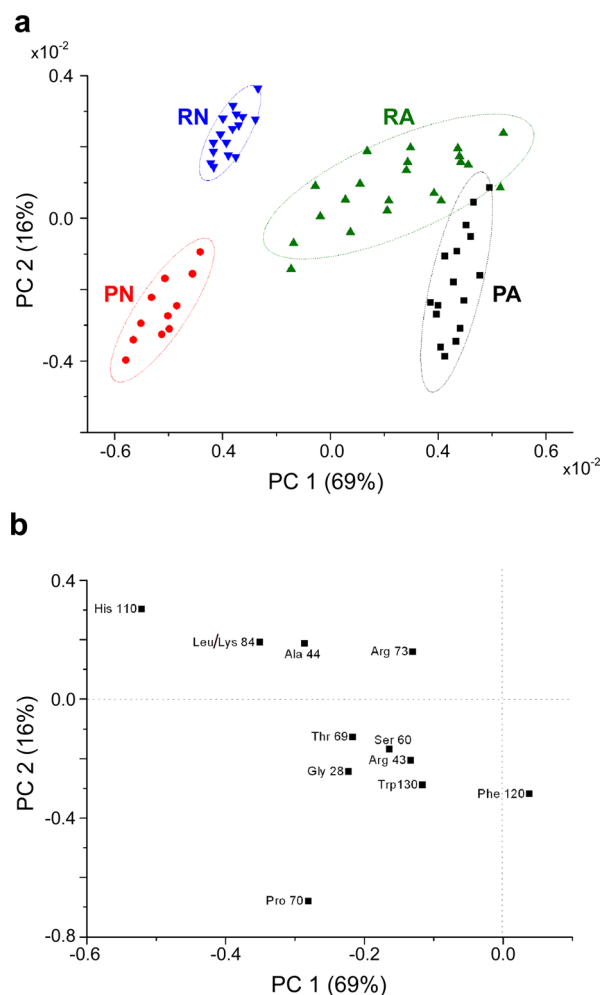 a
x10⁻²
0.4
RN
RA
0.0
PC 2 (16%)
PN
PA
-0.4
-0.6
0.4
0.0
0.4
0.6
x10⁻²
PC 1 (69%)
b
0.4
His 110
Leu/Lys 84
Ala 44
Arg 73
0.0
PC 2 (16%)
Thr 69
Ser 60
Arg 43
Gly 28
Trp130
Phe 120
-0.4
Pro 70
-0.8
-0.6
-0.4
-0.2
0.0
PC 1 (69%)